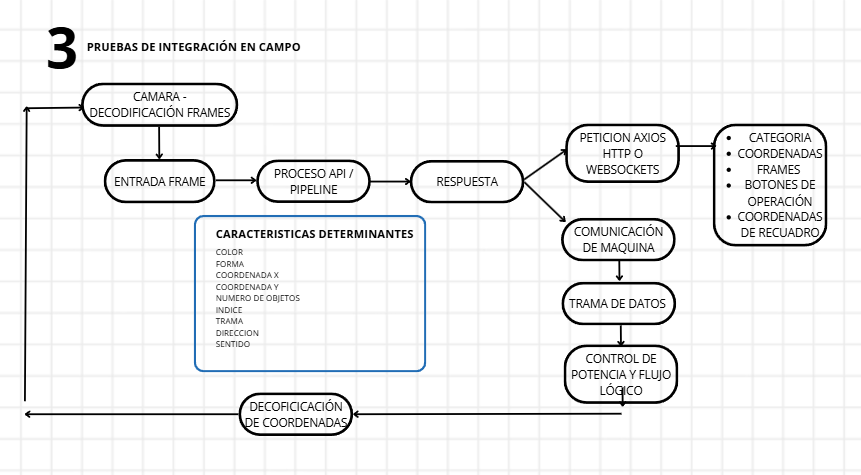 3 PRUEBAS DE INTEGRACIÓN EN CAMPO
CAMARA -
DECODIFICACIÓN FRAMES
ENTRADA FRAME
PROCESO API /
PIPELINE
RESPUESTA
PETICION AXIOS
HTTP O
WEBSOCKETS
CATEGORIA
COORDENADAS
FRAMES
BOTONES DE
OPERACIÓN
COORDENADAS
DE RECUADRO
COMUNICACIÓN
DE MAQUINA
TRAMA DE DATOS
CONTROL DE
POTENCIA Y FLUJO
LÓGICO
DECOFICICACIÓN
DE COORDENADAS
CARACTERISTICAS DETERMINANTES
COLOR
FORMA
COORDENADA X
COORDENADA Y
NUMERO DE OBJETOS
INDICE
TRAMA
DIRECCION
SENTIDO